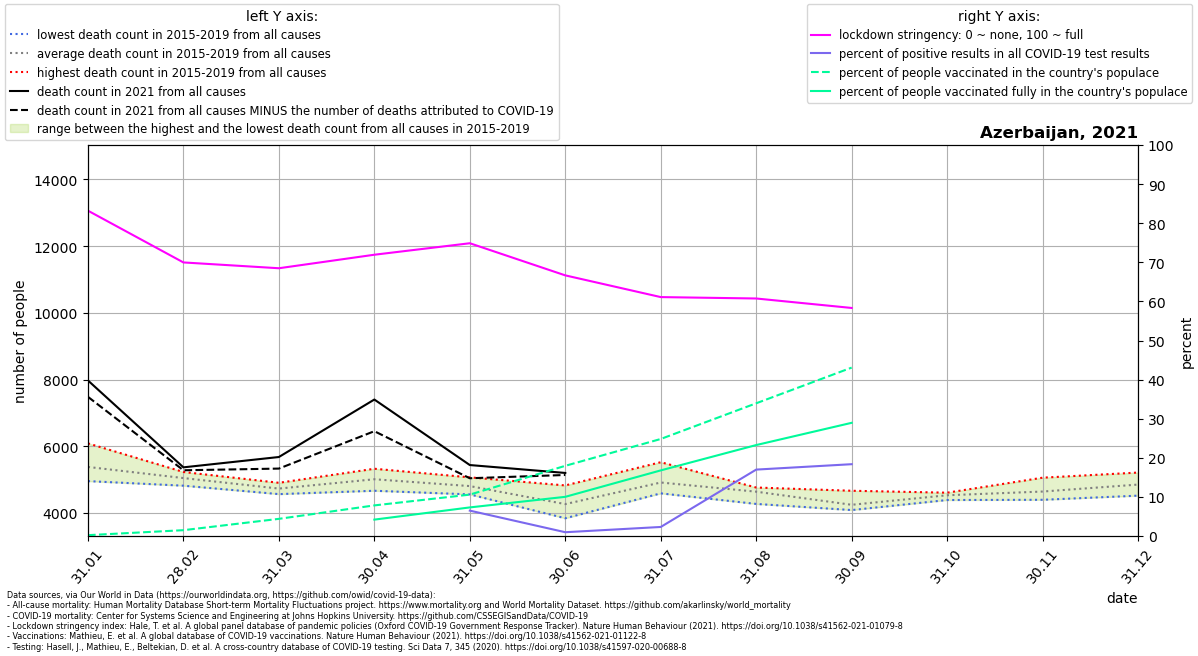 left Y axis:
lowest death count in 2015-2019 from all causes
average death count in 2015-2019 from all causes
highest death count in 2015-2019 from all causes
death count in 2021 from all causes
death count in 2021 from all causes MINUS the number of deaths attributed to COVID-19
range between the highest and the lowest death count from all causes in 2015-2019
right Y axis:
lockdown stringency: 0 ~ none, 100 ~ full
percent of positive results in all COVID-19 test results
percent of people vaccinated in the country's populace
percent of people vaccinated fully in the country's populace
Azerbaijan, 2021
number of people
14000
12000
10000
8000
6000
4000
100
90
80
70
60
50
40
30
20
10
0
percent
31.01
28.02
31.03
30.04
31.05
30.06
31.07
31.08
30.09
31.10
30.11
31.12
date
Data sources, via Our World in Data (https://ourworldindata.org, https://github.com/owid/covid-19-data):
- All-cause mortality: Human Mortality Database Short-term Mortality Fluctuations project. https://www.mortality.org and World Mortality Dataset. https://github.com/akarlinsky/world_mortality
- COVID-19 mortality: Center for Systems Science and Engineering at Johns Hopkins University. https://github.com/CSSEGISandData/COVID-19
- Lockdown stringency index: Hale, T. et al. A global panel database of pandemic policies (Oxford COVID-19 Government Response Tracker). Nature Human Behaviour (2021). https://doi.org/10.1038/s41562-021-01079-8
- Vaccinations: Mathieu, E. et al. A global database of COVID-19 vaccinations. Nature Human Behaviour (2021). https://doi.org/10.1038/s41562-021-01122-8
- Testing: Hasell, J., Mathieu, E., Beltekian, D. et al. A cross-country database of COVID-19 testing. Sci Data 7, 345 (2020). https://doi.org/10.1038/s41597-020-00688-8